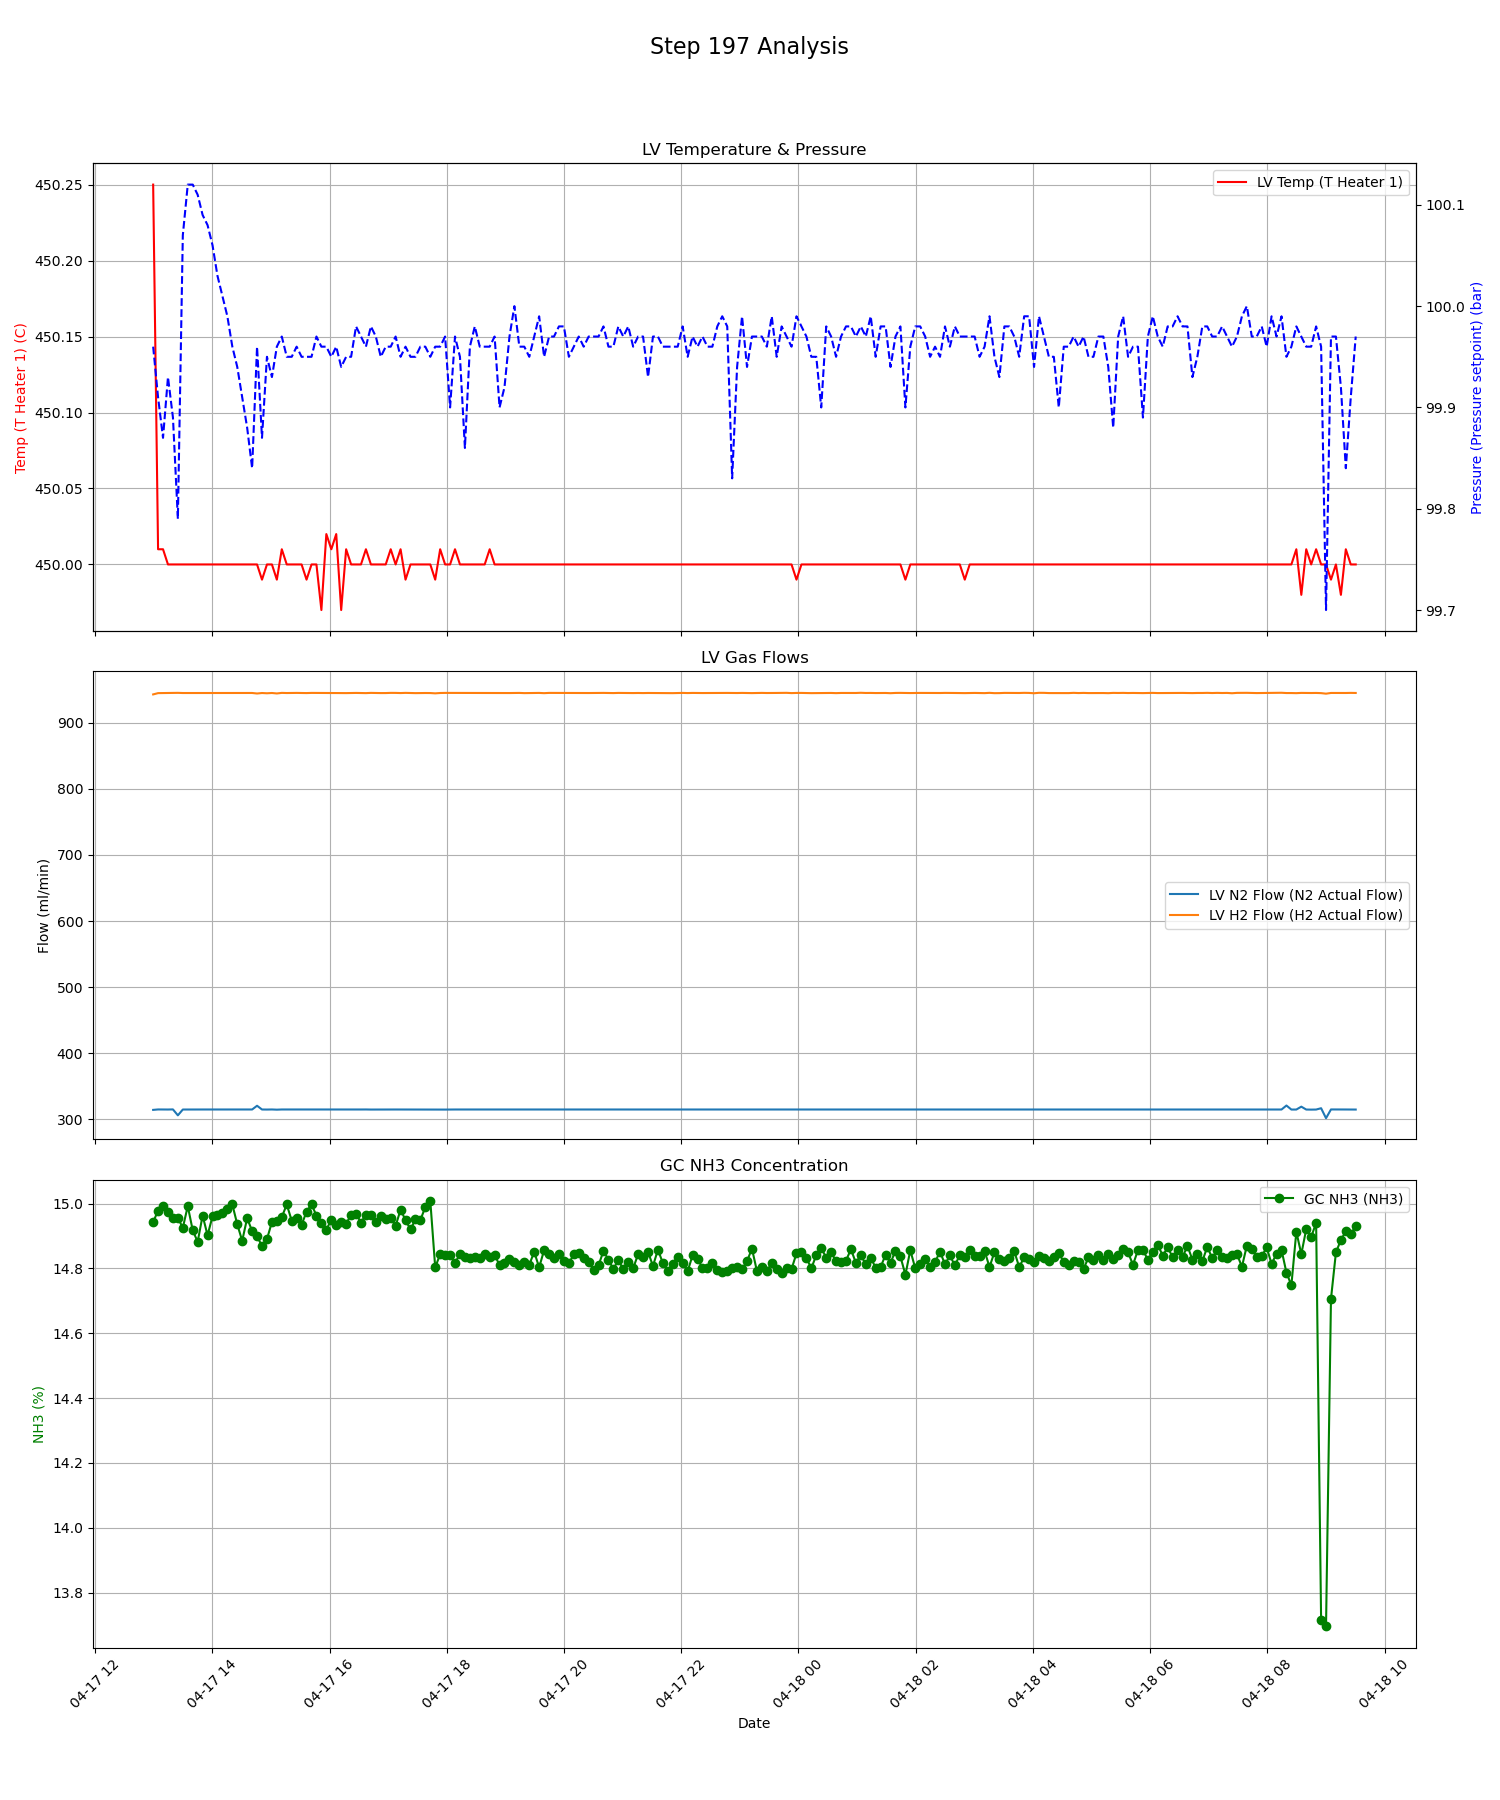 Step 197 Analysis
LV Temperature & Pressure
LV Temp (T Heater 1)
450.25
450.20
450.15
450.10
450.05
450.00
Temp (T Heater 1) (C)
100.1
100.0
99.9
99.8
99.7
Pressure (Pressure setpoint) (bar)
LV Gas Flows
900
800
700
600
500
400
300
Flow (ml/min)
LV N2 Flow (N2 Actual Flow)
LV H2 Flow (H2 Actual Flow)
GC NH3 Concentration
GC NH3 (NH3)
15.0
14.8
14.6
14.4
14.2
14.0
13.8
NH3 (%)
04-17 12
04-17 14
04-17 16
04-17 18
04-17 20
04-17 22
04-18 00
04-18 02
04-18 04
04-18 06
04-18 08
04-18 10
Date